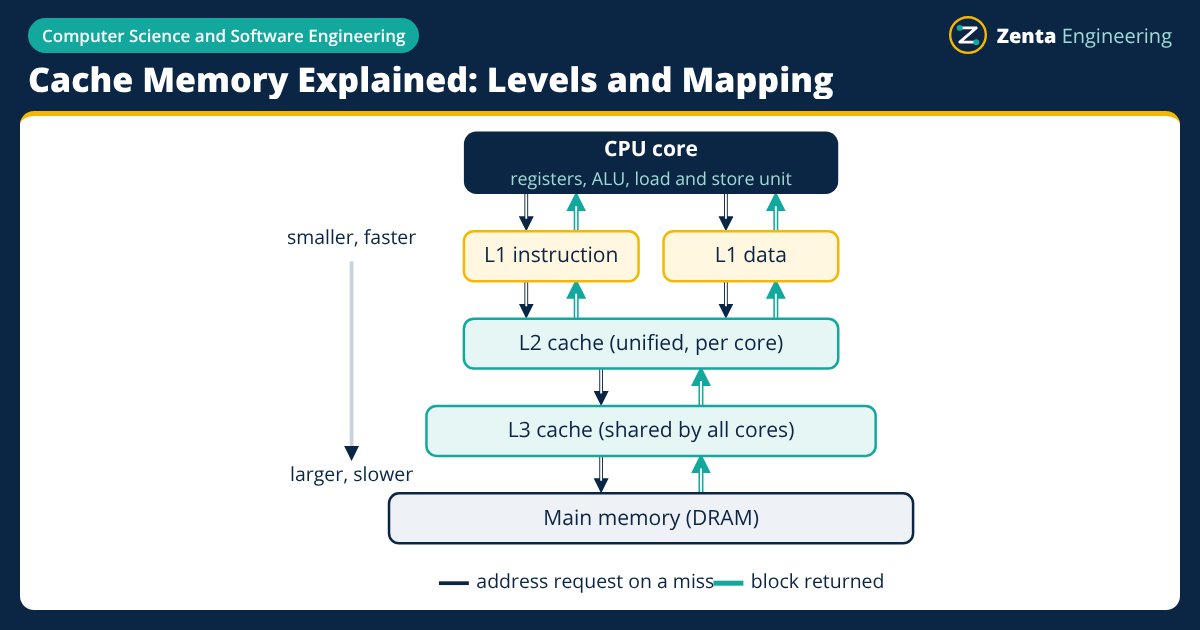 Computer Science and Software Engineering
Zenta Engineering
Cache Memory Explained: Levels and Mapping
CPU core
registers, ALU, load and store unit
smaller, faster
L1 instruction
L1 data
L2 cache (unified, per core)
L3 cache (shared by all cores)
larger, slower
Main memory (DRAM)
address request on a miss
block returned